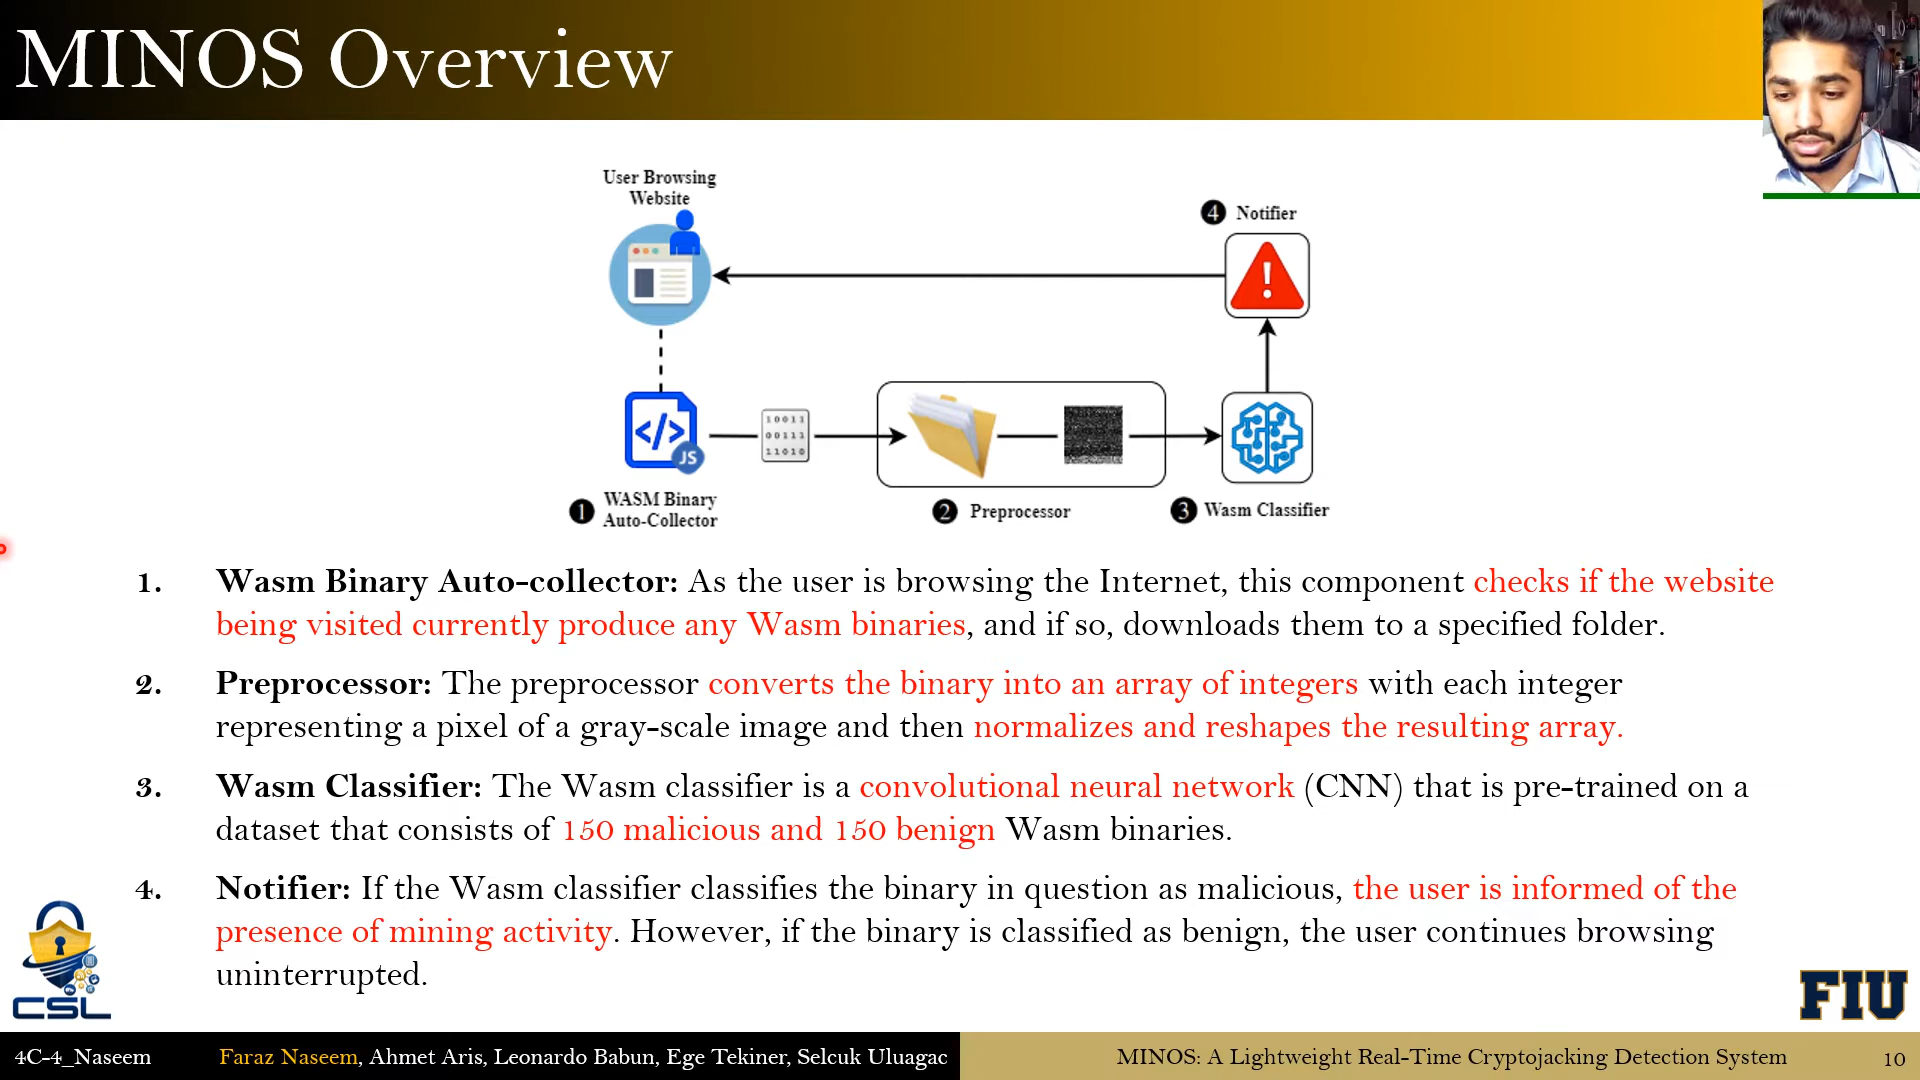 MINOS Overview
User Browsing
Website
4 Notifier
10011
00111
11010
</>
JS
!
1 WASM Binary
Auto-Collector
2 Preprocessor
3 Wasm Classifier
1. Wasm Binary Auto-collector: As the user is browsing the Internet, this component checks if the website
being visited currently produce any Wasm binaries, and if so, downloads them to a specified folder.
2. Preprocessor: The preprocessor converts the binary into an array of integers with each integer
representing a pixel of a gray-scale image and then normalizes and reshapes the resulting array.
3. Wasm Classifier: The Wasm classifier is a convolutional neural network (CNN) that is pre-trained on a
dataset that consists of 150 malicious and 150 benign Wasm binaries.
4. Notifier: If the Wasm classifier classifies the binary in question as malicious, the user is informed of the
presence of mining activity. However, if the binary is classified as benign, the user continues browsing
uninterrupted.
CSL
FIU
4C-4_Naseem
Faraz Naseem, Ahmet Aris, Leonardo Babun, Ege Tekiner, Selcuk Uluagac
MINOS: A Lightweight Real-Time Cryptojacking Detection System
10